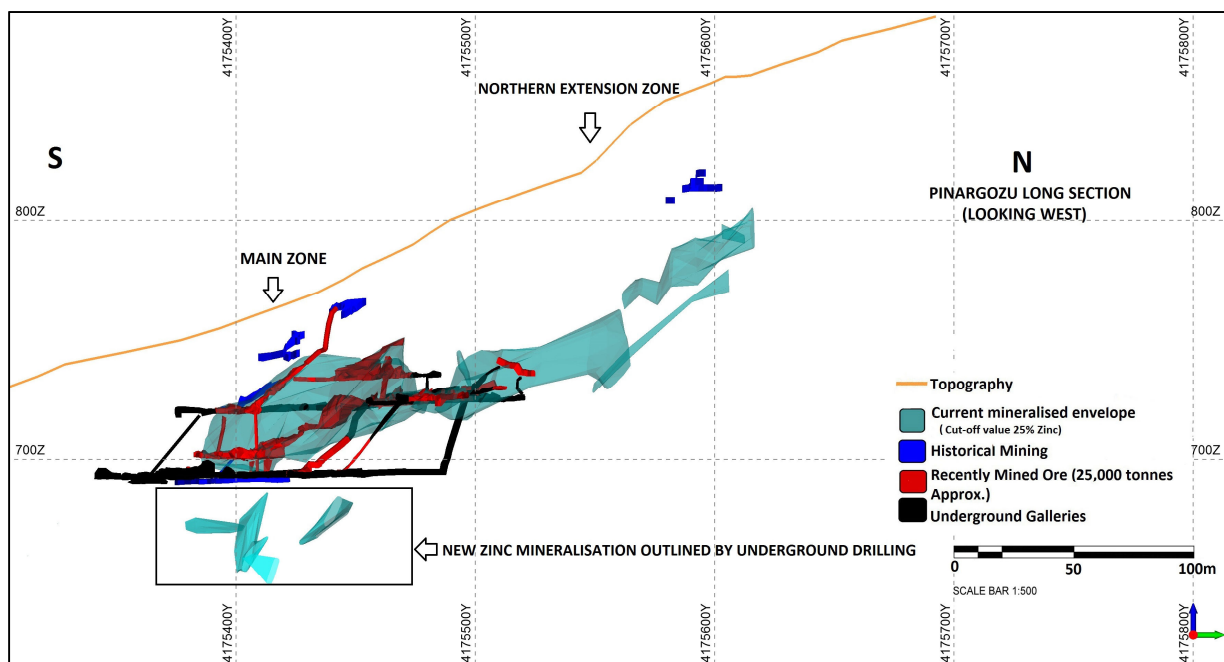 4175400Y
4175500Y
4175600Y
4175700Y
4175800Y
NORTHERN EXTENSION ZONE
S
N
PINARGOZU LONG SECTION
(LOOKING WEST)
800Z
800Z
MAIN ZONE
Topography
Current mineralised envelope
( Cut-off value 25% Zinc)
Historical Mining
Recently Mined Ore (25,000 tonnes
Approx.)
Underground Galleries
700Z
700Z
NEW ZINC MINERALISATION OUTLINED BY UNDERGROUND DRILLING
0
50
100m
SCALE BAR 1:500
4175400Y
4175500Y
4175600Y
4175700Y
4175800Y